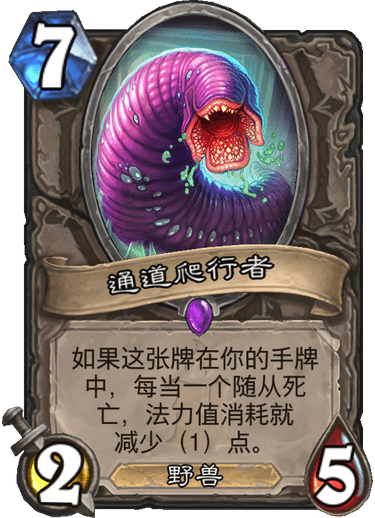 7
通道爬行者
如果这张牌在你的手牌
中，每当一个随从死
亡，法力值消耗就
减少（1）点。
2
野兽
5